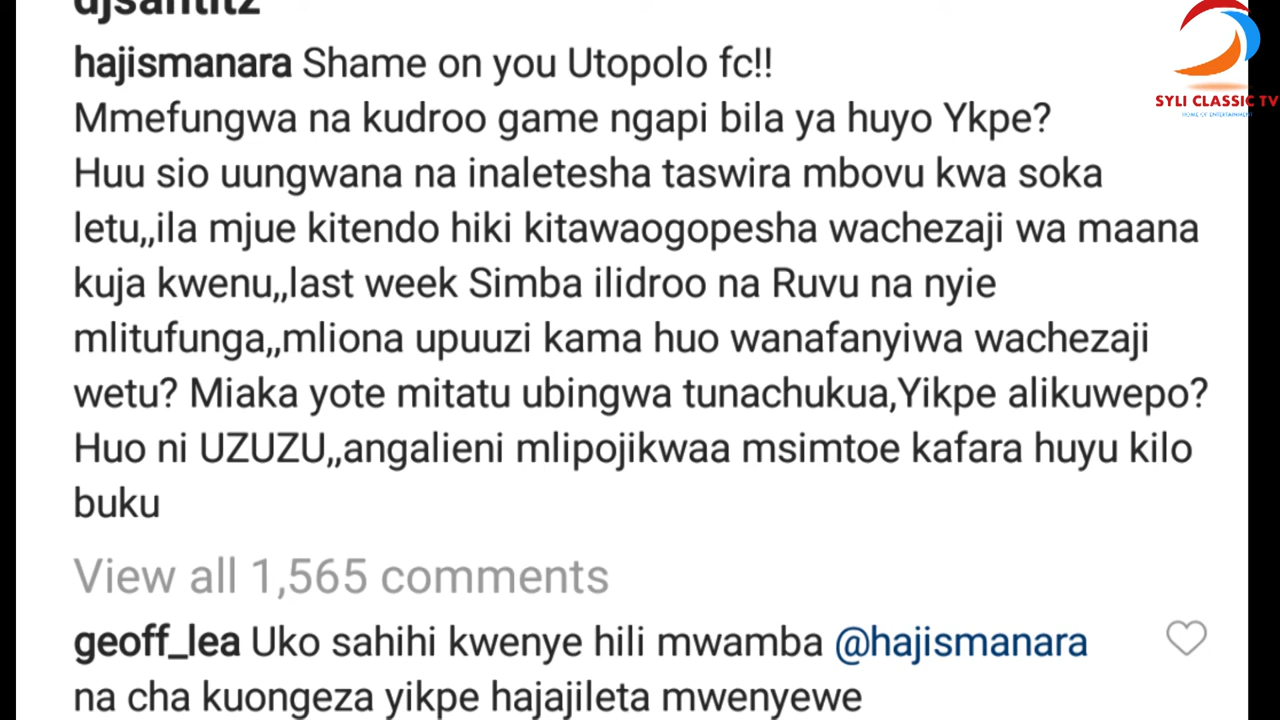 djsantitz
hajismanara Shame on you Utopolo fc!!
Mmefungwa na kudroo game ngapi bila ya huyo Ykpe?
Huu sio uungwana na inaletesha taswira mbovu kwa soka
letu,,ila mjue kitendo hiki kitawaogopesha wachezaji wa maana
kuja kwenu,,last week Simba ilidroo na Ruvu na nyie
mlitufunga,,mliona upuuzi kama huo wanafanyiwa wachezaji
wetu? Miaka yote mitatu ubingwa tunachukua,Yikpe alikuwepo?
Huo ni UZUZU,,angalieni mlipojikwaa msimtoe kafara huyu kilo
buku
View all 1,565 comments
geoff_lea Uko sahihi kwenye hili mwamba @hajismanara
na cha kuongeza yikpe hajajileta mwenyewe
SYLI CLASSIC TV
HOME OF ENTERTAINMENT